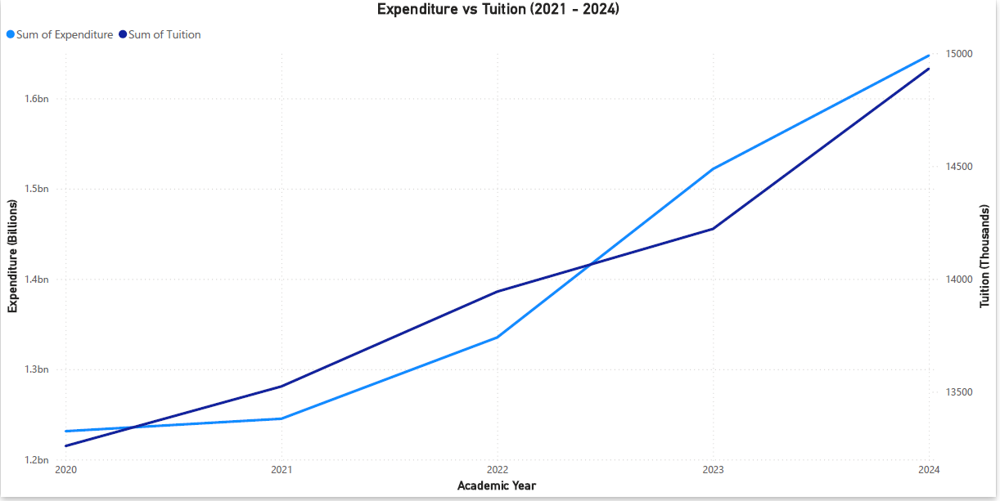 Expenditure vs Tuition (2021 - 2024)
Sum of Expenditure Sum of Tuition
15000
1.6bn
14500
1.5bn
Expenditure (Billions)
Tuition (Thousands)
1.4bn 14000
1.3bn
13500
1.2bn
2020 2021 2022 2023 2024
Academic Year